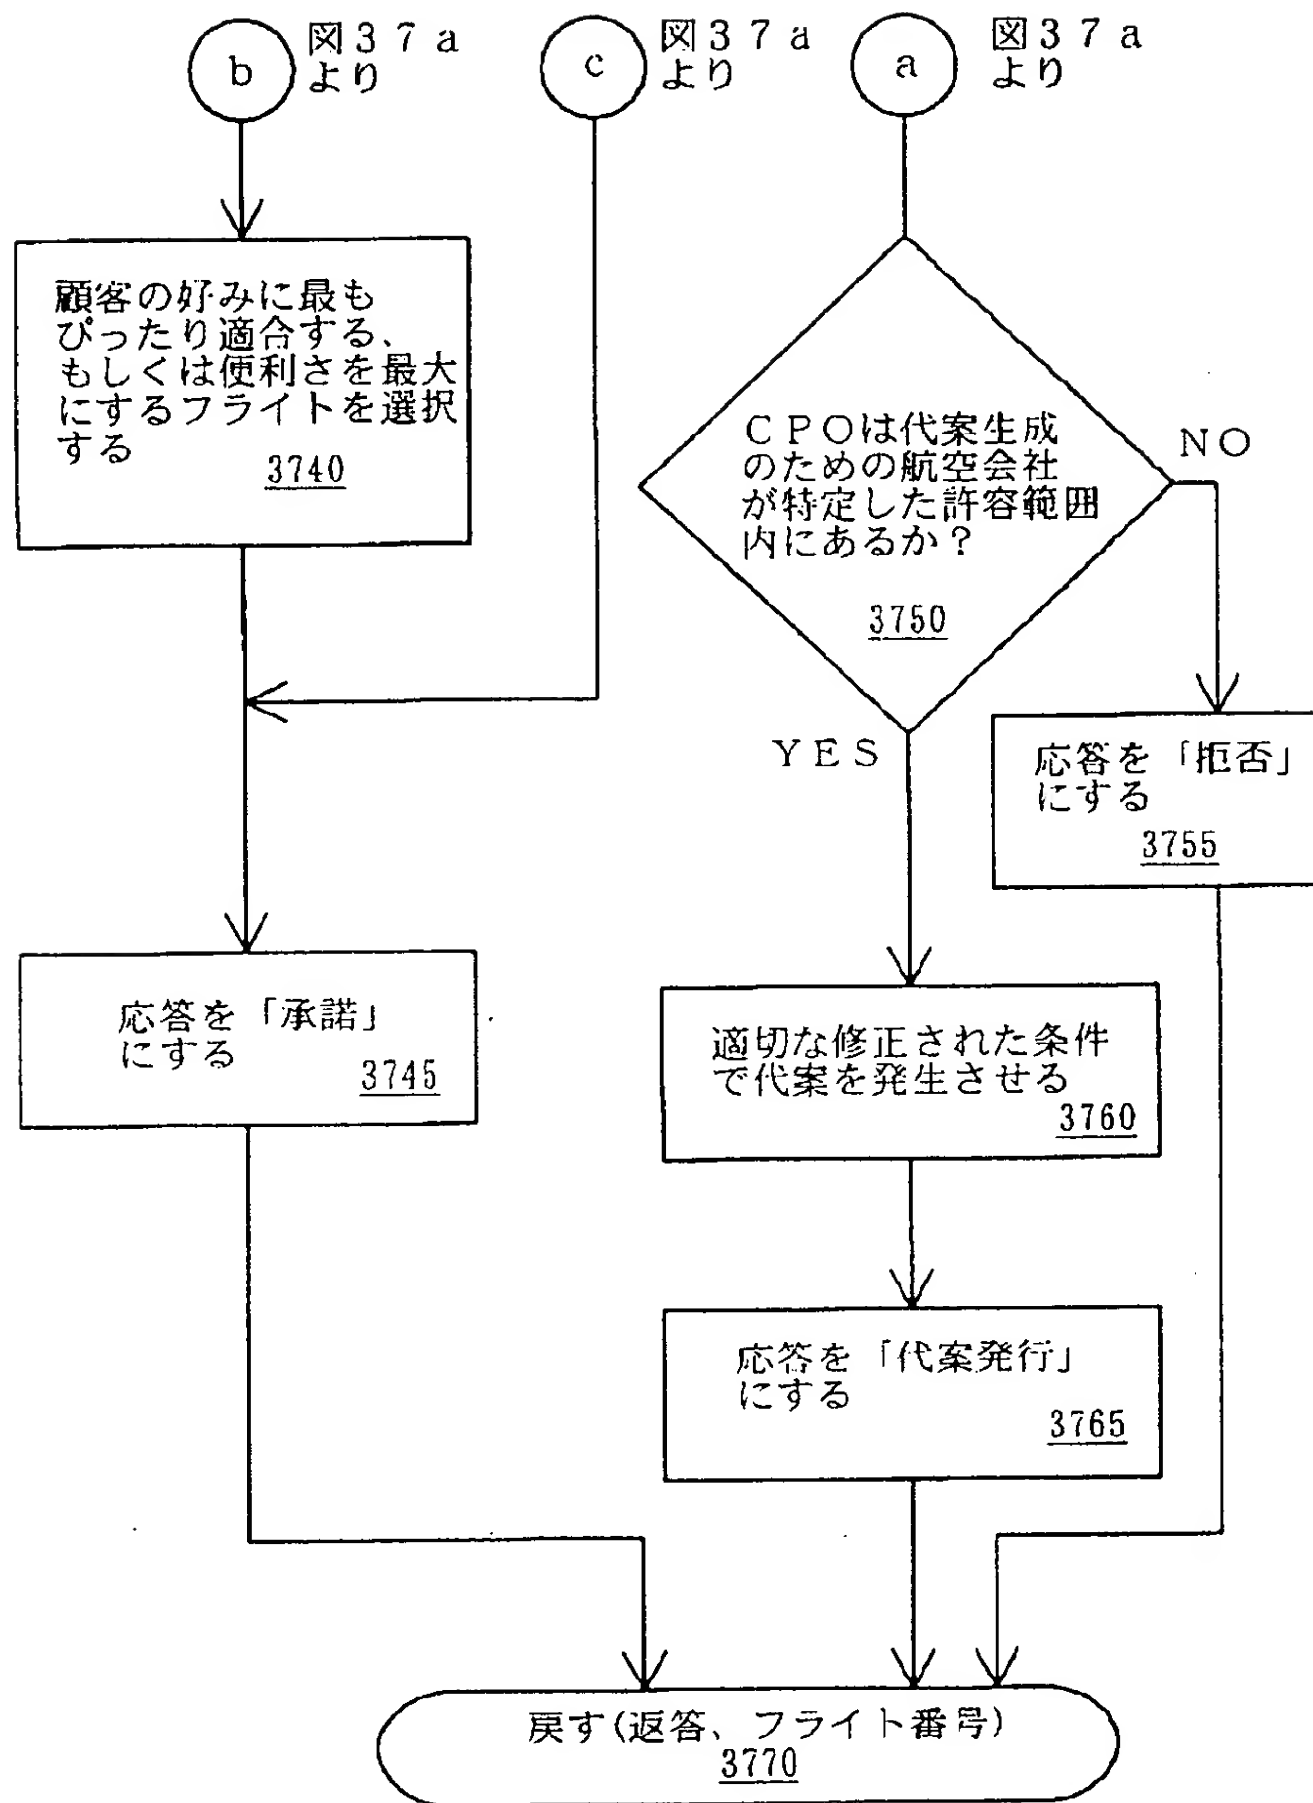 b
図37a
より
c
図37a
より
a
図37a
より
顧客の好みに最も
ぴったり適合する、
もしくは便利さを最大
にするフライトを選択
する
3740
CPOは代案生成
のための航空会社
が特定した許容範囲
内にあるか?
3750
NO
YES
応答を「拒否」
にする
3755
応答を「承諾」
にする
3745
適切な修正された条件
で代案を発生させる
3760
応答を「代案発行」
にする
3765
戻す(返答、フライト番号)
3770